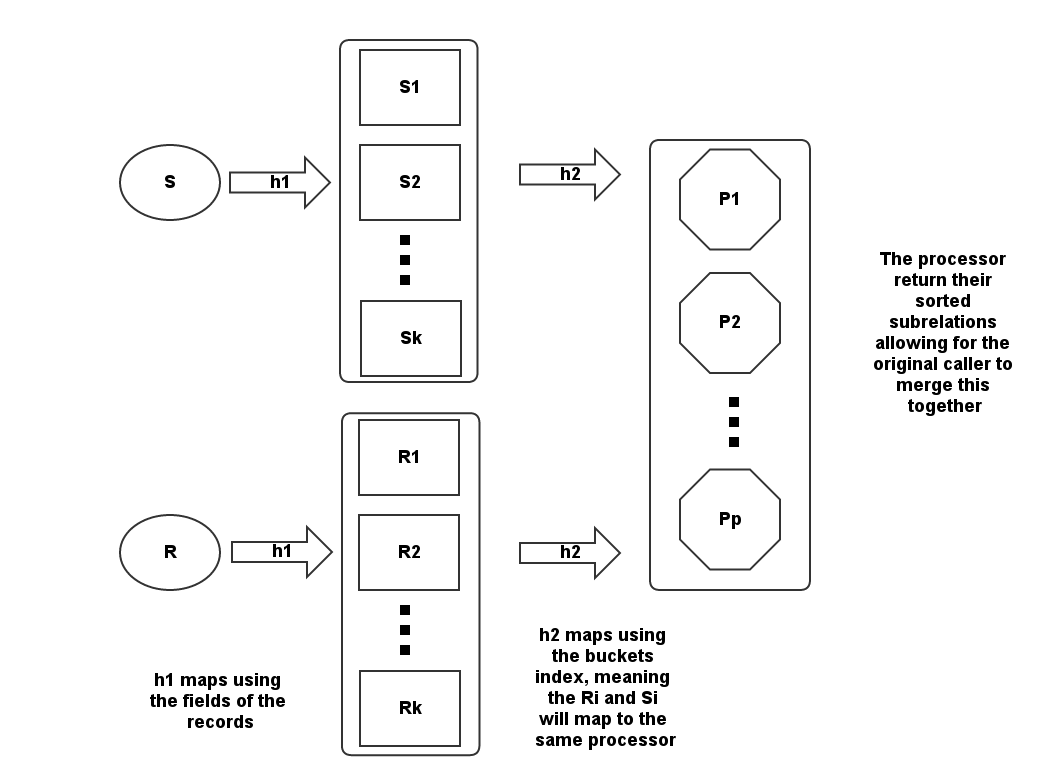 S1
S
h1
S2
h2
Sk
P1
P2
Pp
The processor
return their
sorted
subrelations
allowing for the
original caller to
merge this
together
R1
R
h1
R2
h2
Rk
h1 maps using
the fields of the
records
h2 maps using
the buckets
index, meaning
the Ri and Si
will map to the
same processor